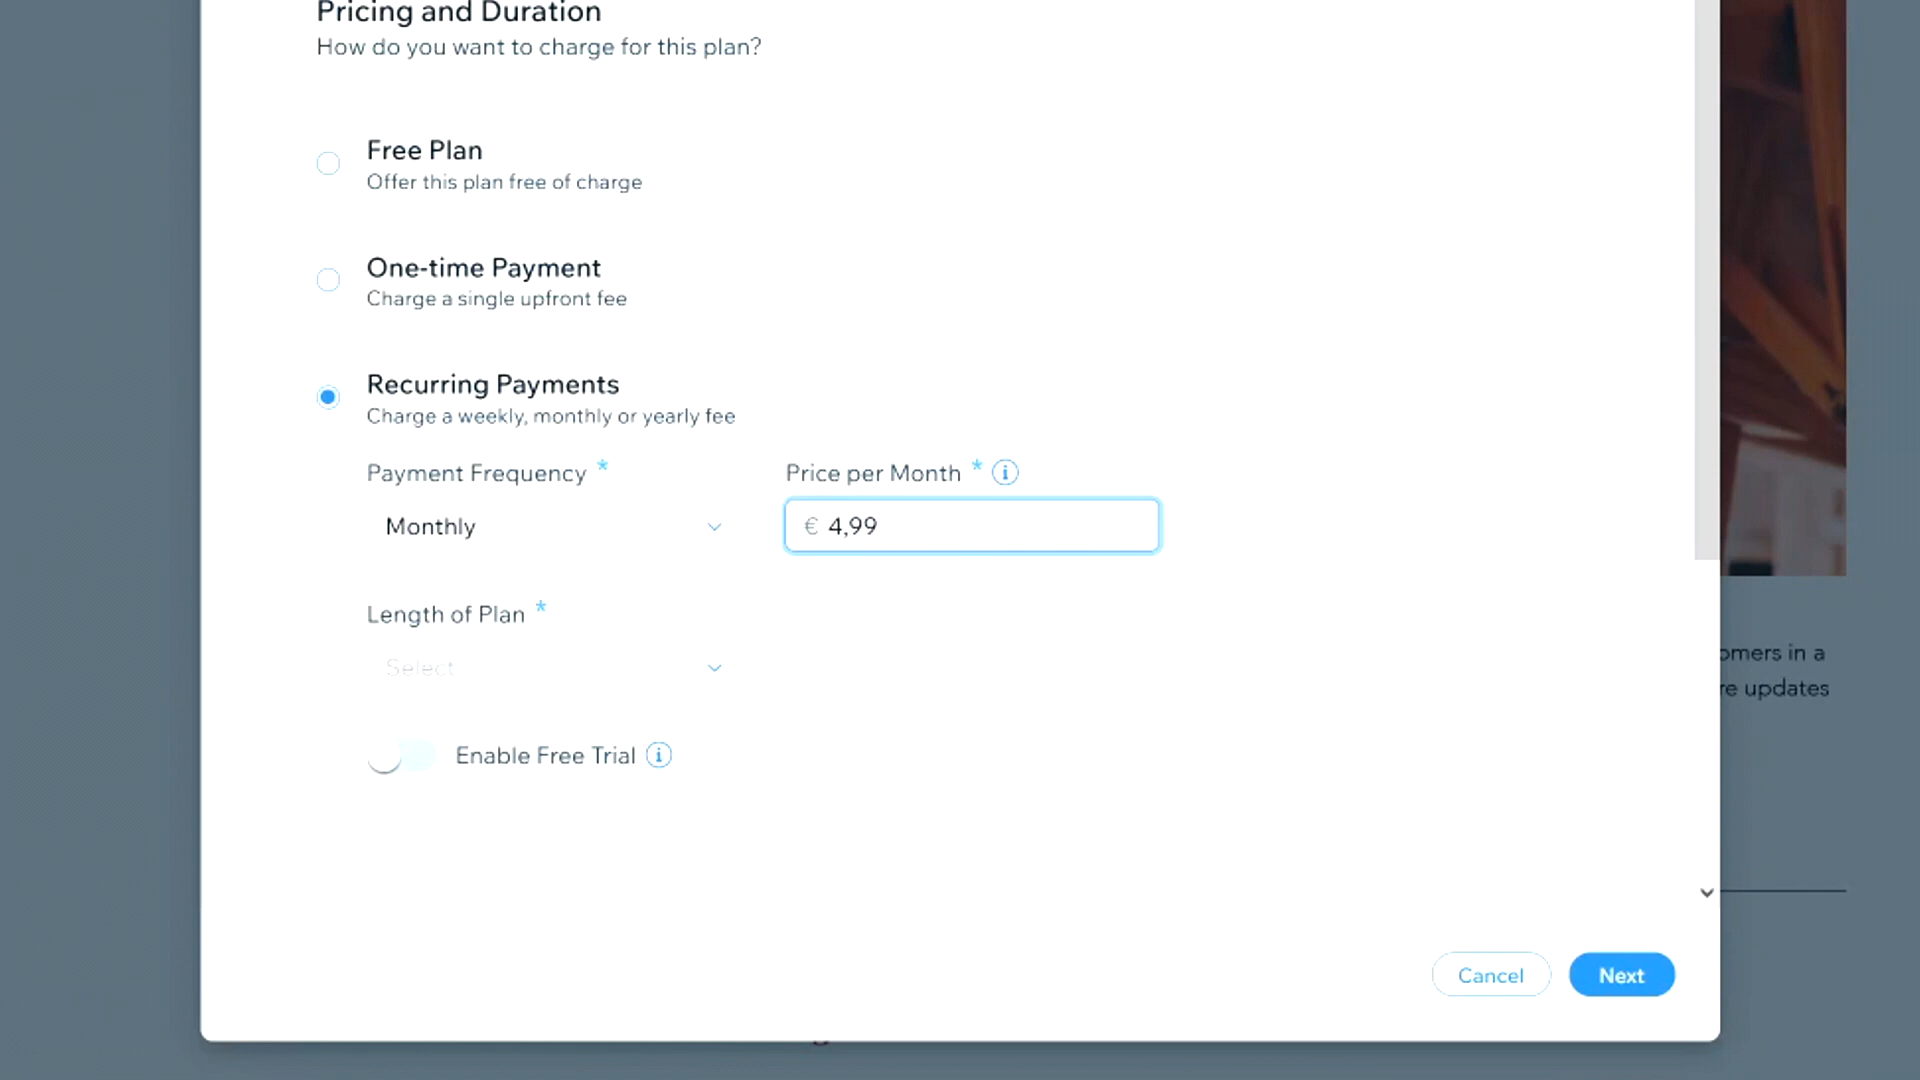 Pricing and Duration
How do you want to charge for this plan?
Free Plan
Offer this plan free of charge
One-time Payment
Charge a single upfront fee
Recurring Payments
Charge a weekly, monthly or yearly fee
Payment Frequency *
Price per Month *
Monthly
€ 4,99
Length of Plan *
Select
Enable Free Trial
omers in a
re updates
Cancel
Next